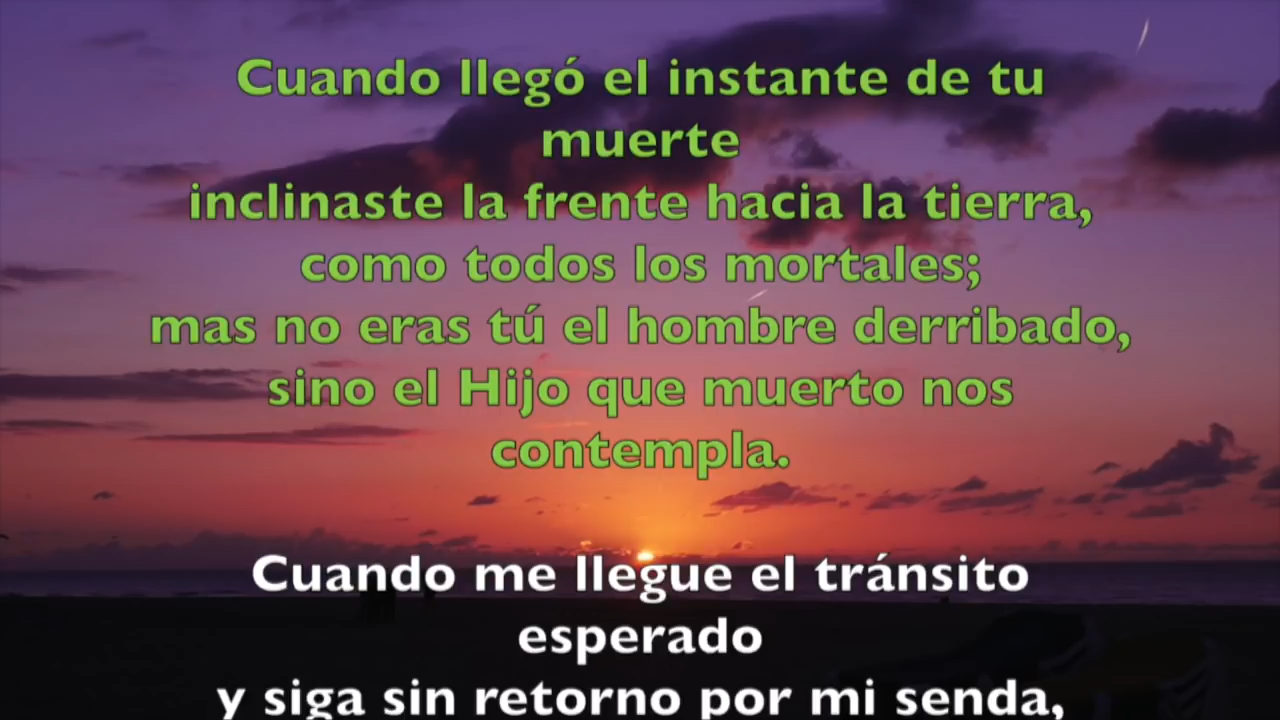 Cuando llegó el instante de tu
muerte
inclinaste la frente hacia la tierra,
como todos los mortales;
mas no eras tú el hombre derribado,
sino el Hijo que muerto nos
contempla.
Cuando me llegue el tránsito
esperado
y siga sin retorno por mi senda,